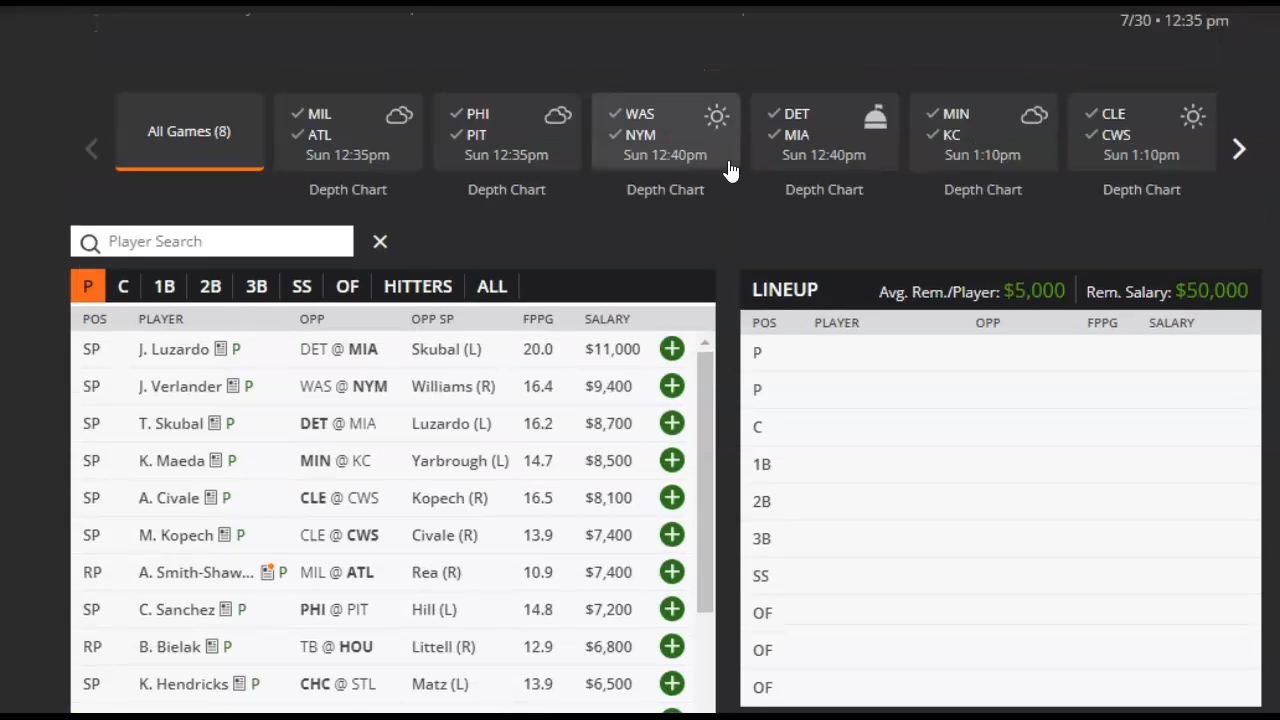 7/30 • 12:35 pm
All Games (8)
MIL
ATL
Sun 12:35pm
PHI
PIT
Sun 12:35pm
WAS
NYM
Sun 12:40pm
DET
MIA
Sun 12:40pm
MIN
KC
Sun 1:10pm
CLE
CWS
Sun 1:10pm
Depth Chart Depth Chart Depth Chart Depth Chart Depth Chart Depth Chart
Player Search
P C 1B 2B 3B SS OF HITTERS ALL
POS PLAYER OPP OPP SP FPPG SALARY
SP J. Luzardo P DET @ MIA Skubal (L) 20.0 $11,000
SP J. Verlander P WAS @ NYM Williams (R) 16.4 $9,400
SP T. Skubal P DET @ MIA Luzardo (L) 16.2 $8,700
SP K. Maeda P MIN @ KC Yarbrough (L) 14.7 $8,500
SP A. Civale P CLE @ CWS Kopech (R) 16.5 $8,100
SP M. Kopech P CLE @ CWS Civale (R) 13.9 $7,400
RP A. Smith-Shaw... P MIL @ ATL Rea (R) 10.9 $7,400
SP C. Sanchez P PHI @ PIT Hill (L) 14.8 $7,200
RP B. Bielak P TB @ HOU Littell (R) 12.9 $6,800
SP K. Hendricks P CHC @ STL Matz (L) 13.9 $6,500
LINEUP Avg. Rem./Player: $5,000 Rem. Salary: $50,000
POS PLAYER OPP FPPG SALARY
P
P
C
1B
2B
3B
SS
OF
OF
OF